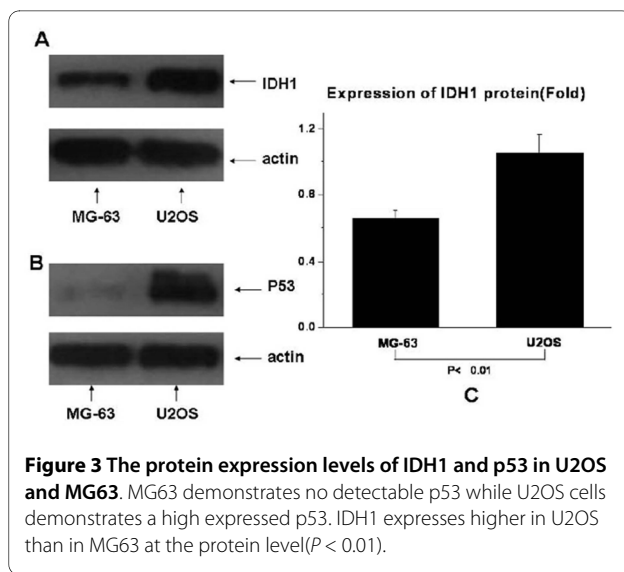 A
IDH1
actin
MG-63 U2OS
B
P53
actin
MG-63 U2OS
Expression of IDH1 protein(Fold)
1.2
0.8
0.4
0.0
MG-63 U2OS
P< 0.01
C
Figure 3 The protein expression levels of IDH1 and p53 in U2OS
and MG63. MG63 demonstrates no detectable p53 while U2OS cells
demonstrates a high expressed p53. IDH1 expresses higher in U2OS
than in MG63 at the protein level(P < 0.01).